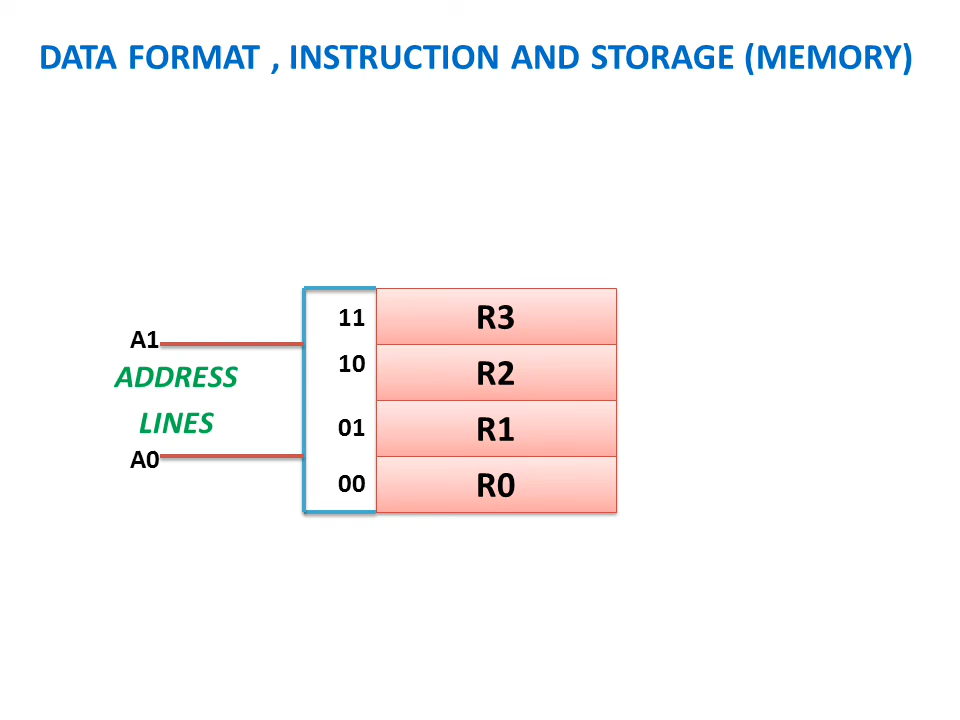 DATA FORMAT , INSTRUCTION AND STORAGE (MEMORY)
11 R3
A1
10 R2
ADDRESS
LINES
01 R1
A0
00 R0